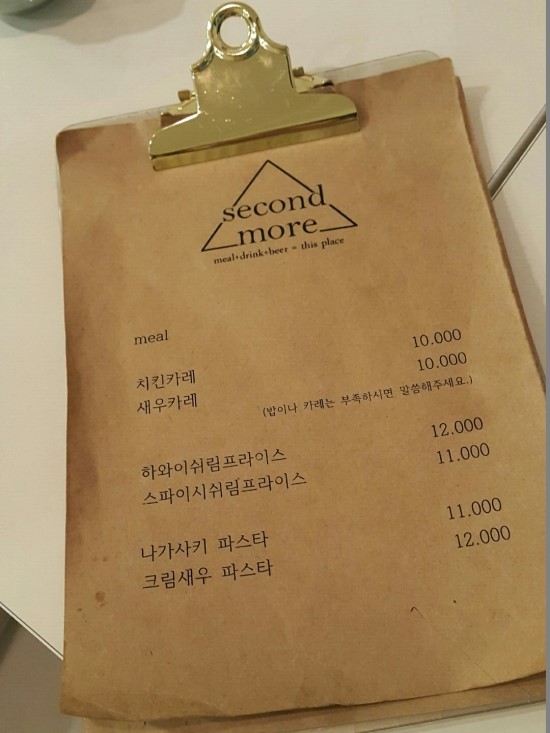 second
more
meal+drink+beer = this place
meal
치킨카레 10.000
새우카레 10.000
(밥이나 카레는 부족하시면 말씀해주세요.)
하와이쉬림프라이스 12.000
스파이시쉬림프라이스 11.000
나가사키 파스타 11.000
크림새우 파스타 12.000